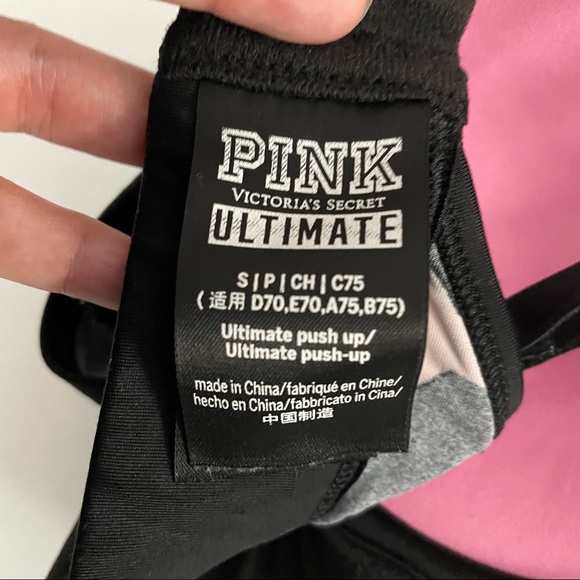 PINK
VICTORIA'S SECRET
ULTIMATE
S | P | CH | C75
( 适用 D70,E70,A75,B75)
Ultimate push up/
Ultimate push-up
made in China/fabriqué en Chine/
hecho en China/fabbricato in Cina/
中国制造